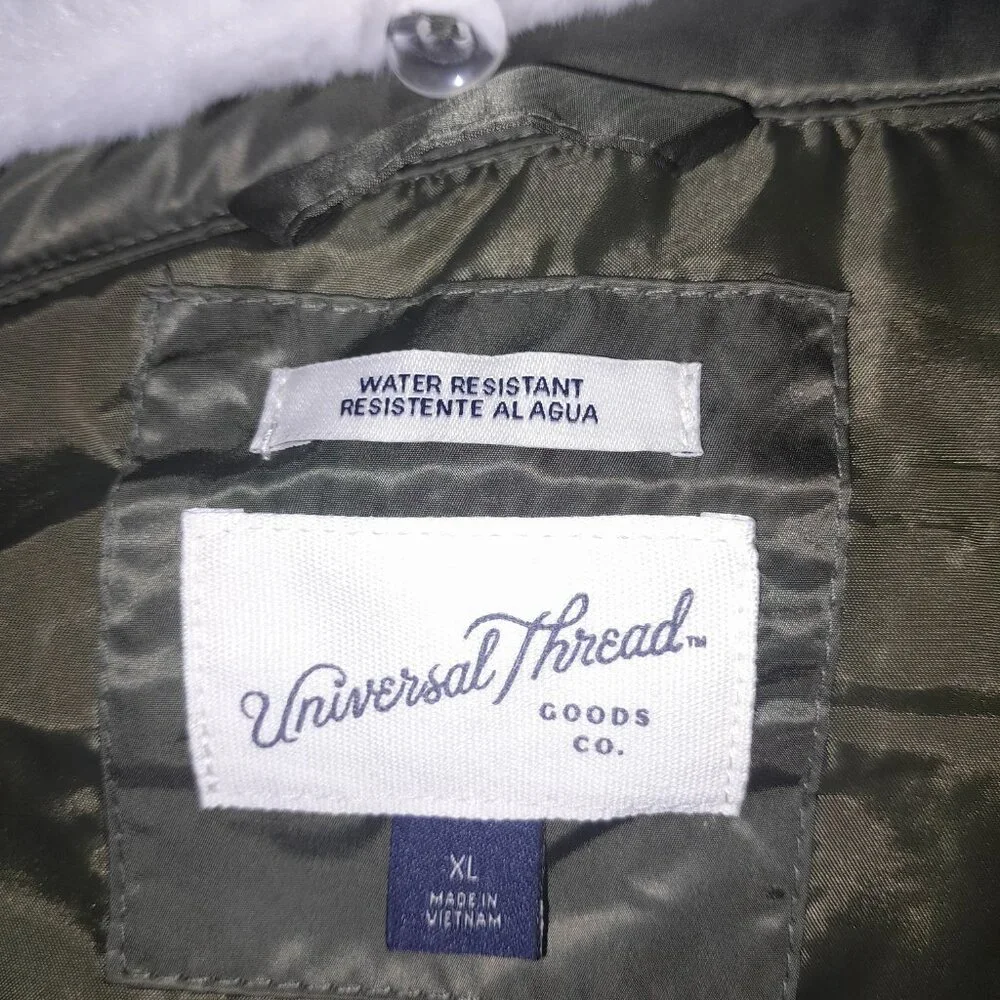 WATER RESISTANT
RESISTENTE AL AGUA
Universal Thread™
GOODS
CO.
XL
MADE IN
VIETNAM